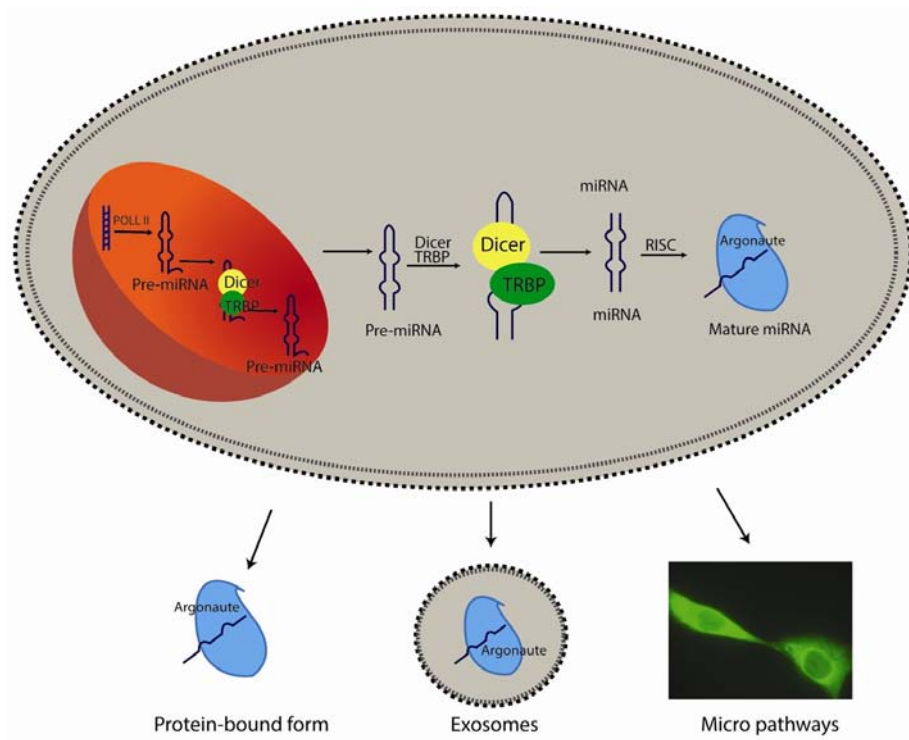 POLL II
Pre-miRNA
Dicer
TRBP
Pre-miRNA
Pre-miRNA
Dicer
TRBP
Dicer
TRBP
miRNA
miRNA
RISC
Argonaute
Mature miRNA
Argonaute
Protein-bound form
Argonaute
Exosomes
Micro pathways